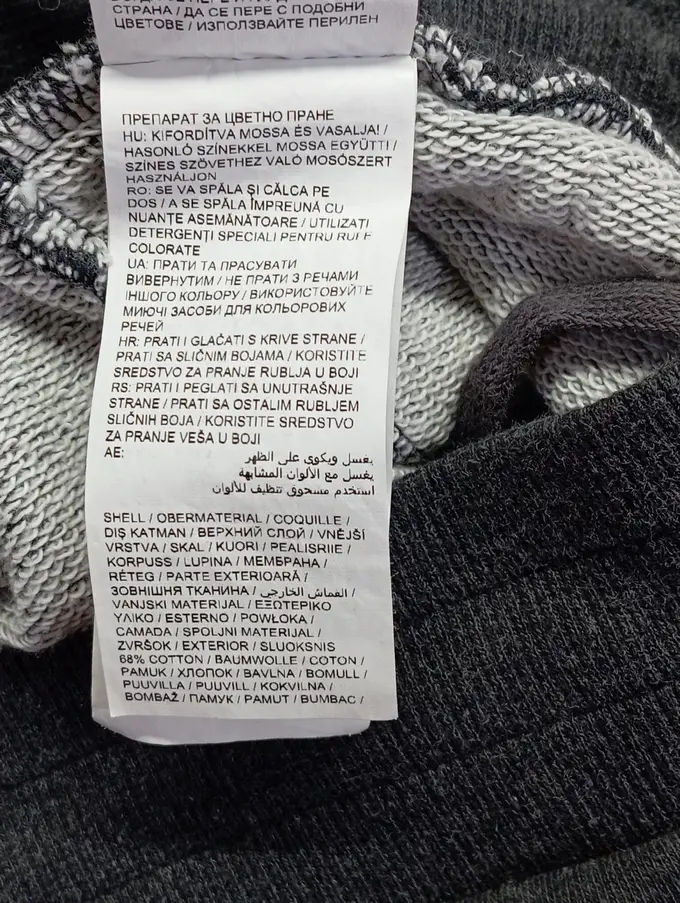 СТРАНА / ДА СЕ ПЕРЕ С ПОДОБНИ
ЦВЕТОВЕ / ИЗПОЛЗВАЙТЕ ПЕРИЛЕН
ПРЕПАРАТ ЗА ЦВЕТНО ПРАНЕ
HU: KIFORDÍTVA MOSSA ÉS VASALJA! /
HASONLÓ SZÍNEKKEL MOSSA EGYÜTT! /
SZÍNES SZÖVETHEZ VALÓ MOSÓSZERT
HASZNÁLJON
RO: SE VA SPĂLA ȘI CĂLCA PE
DOS / A SE SPĂLA ÎMPREUNĂ CU
NUANȚE ASEMĂNĂTOARE / UTILIZAȚI
DETERGENȚI SPECIALI PENTRU RUFE
COLORATE
UA: ПРАТИ ТА ПРАСУВАТИ
ВИВЕРНУТИМ / НЕ ПРАТИ З РЕЧАМИ
ІНШОГО КОЛЬОРУ / ВИКОРИСТОВУЙТЕ
МИЮЧІ ЗАСОБИ ДЛЯ КОЛЬОРОВИХ
РЕЧЕЙ
HR: PRATI I GLAČATI S KRIVE STRANE /
PRATI SA SLIČNIM BOJAMA / KORISTITE
SREDSTVO ZA PRANJE RUBLJA U BOJI
RS: PRATI I PEGLATI SA UNUTRAŠNJE
STRANE / PRATI SA OSTALIM RUBLJEM
SLIČNIH BOJA / KORISTITE SREDSTVO
ZA PRANJE VEŠA U BOJI
AE: يغسل ويكوى على الظهر
يغسل مع الألوان المشابهة
استخدم مسحوق تنظيف للألوان
SHELL / OBERMATERIAL / COQUILLE /
DIŞ KATMAN / ВЕРХНИЙ СЛОЙ / VNĚJŠÍ
VRSTVA / SKAL / KUORI / PEALISRIIE /
KORPUSS / LUPINA / МЕМБРАНА /
RÉTEG / PARTE EXTERIOARĂ /
ЗОВНІШНЯ ТКАНИНА / القماش الخارجي /
VANJSKI MATERIJAL / ΕΞΩΤΕΡΙΚΟ
ΥΛΙΚΟ / ESTERNO / POWŁOKA /
CAMADA / SPOLJNI MATERIJAL /
ZVRŠOK / EXTERIOR / SLUOKSNIS
68% COTTON / BAUMWOLLE / COTON /
PAMUK / ХЛОПОК / BAVLNA / BOMULL /
PUUVILLA / PUUVILL / KOKVILNA /
BOMBAŽ / ПАМУК / PAMUT / BUMBAC /